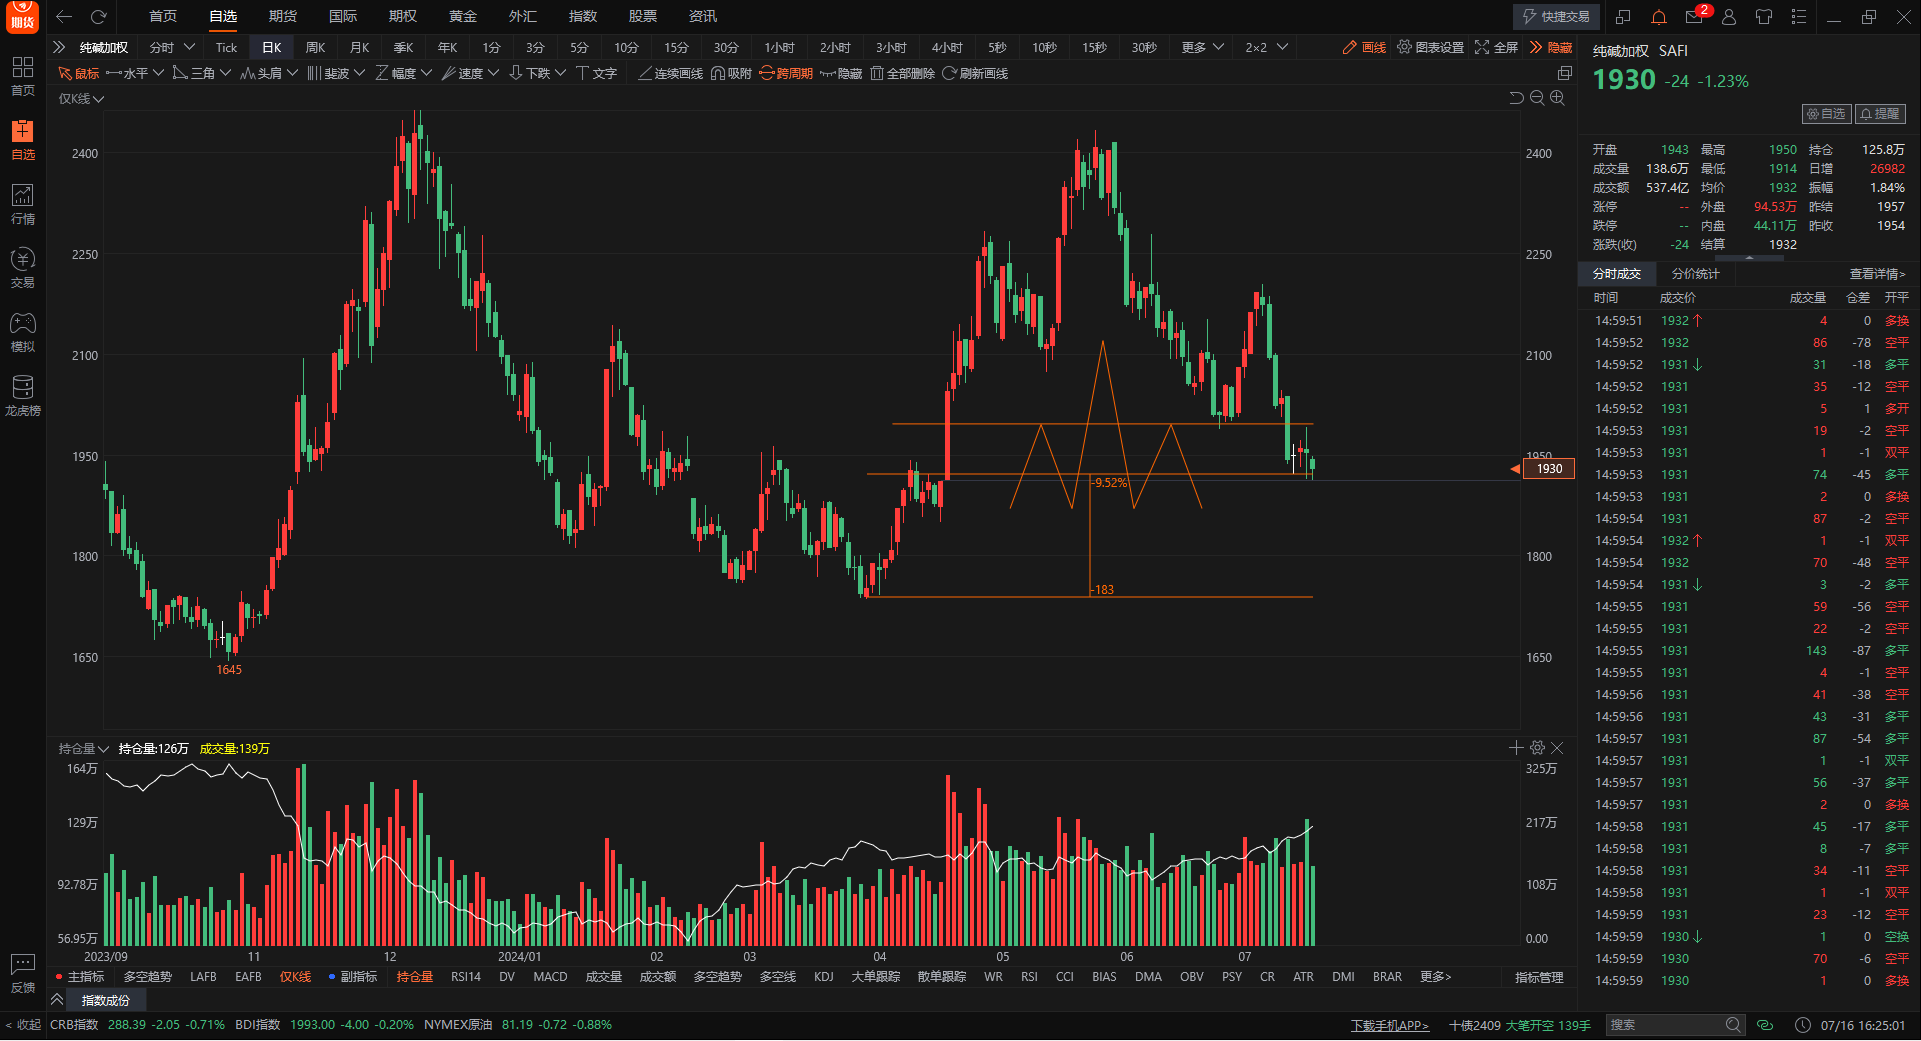 期货
首页 自选 期货 国际 期权 黄金 外汇 指数 股票 资讯
快捷交易 2
纯碱加权 分时 Tick 日K 周K 月K 季K 年K 1分 3分 5分 10分 15分 30分 1小时 2小时 3小时 4小时 5秒 10秒 15秒 30秒 更多 2×2 画线 图表设置 全屏 隐藏
鼠标 水平 三角 头肩 斐波 幅度 速度 下跌 文字 连续画线 吸附 跨周期 隐藏 全部删除 刷新画线
首页
自选
行情
交易
模拟
龙虎榜
反馈
< 收起
仅K线
2400 2400
2250 2250
2100 2100
1950 1950
1930
1800 1800
1650 1650
-9.52%
-183
1645
持仓量 持仓量:126万 成交量:139万
164万 325万
129万 217万
92.78万 108万
56.95万 0.00
2023/09 11 12 2024/01 02 03 04 05 06 07
主指标 多空趋势 LAFB EAFB 仅K线 副指标 持仓量 RSI14 DV MACD 成交量 成交额 多空趋势 多空线 KDJ 大单跟踪 散单跟踪 WR RSI CCI BIAS DMA OBV PSY CR ATR DMI BRAR 更多> 指标管理
指数成份
CRB指数 288.39 -2.05 -0.71% BDI指数 1993.00 -4.00 -0.20% NYMEX原油 81.19 -0.72 -0.88% 下载手机APP> 十债2409 大笔开空 139手 搜索 07/16 16:25:01
纯碱加权 SAFI
1930 -24 -1.23%
自选 提醒
开盘 1943 最高 1950 持仓 125.8万
成交量 138.6万 最低 1914 日增 26982
成交额 537.4亿 均价 1932 振幅 1.84%
涨停 -- 外盘 94.53万 昨结 1957
跌停 -- 内盘 44.11万 昨收 1954
涨跌(收) -24 结算 1932
分时成交 分价统计 查看详情>
时间 成交价 成交量 仓差 开平
14:59:51 1932↑ 4 0 多换
14:59:52 1932 86 -78 空平
14:59:52 1931↓ 31 -18 多平
14:59:52 1931 35 -12 空平
14:59:52 1931 5 1 多开
14:59:53 1931 19 -2 空平
14:59:53 1931 1 -1 双平
14:59:53 1931 74 -45 多平
14:59:53 1931 2 0 多换
14:59:54 1931 87 -2 空平
14:59:54 1932↑ 1 -1 双平
14:59:54 1932 70 -48 空平
14:59:54 1931↓ 3 -2 多平
14:59:55 1931 59 -56 空平
14:59:55 1931 22 -2 空平
14:59:55 1931 143 -87 多平
14:59:55 1931 4 -1 空平
14:59:56 1931 41 -38 空平
14:59:56 1931 43 -31 多平
14:59:57 1931 87 -54 多平
14:59:57 1931 1 -1 双平
14:59:57 1931 56 -37 多平
14:59:57 1931 2 0 多换
14:59:58 1931 45 -17 多平
14:59:58 1931 8 -7 多平
14:59:58 1931 34 -11 空平
14:59:58 1931 1 -1 双平
14:59:59 1931 23 -12 空平
14:59:59 1930↓ 1 0 空换
14:59:59 1930 70 -6 空平
14:59:59 1930 1 0 多换